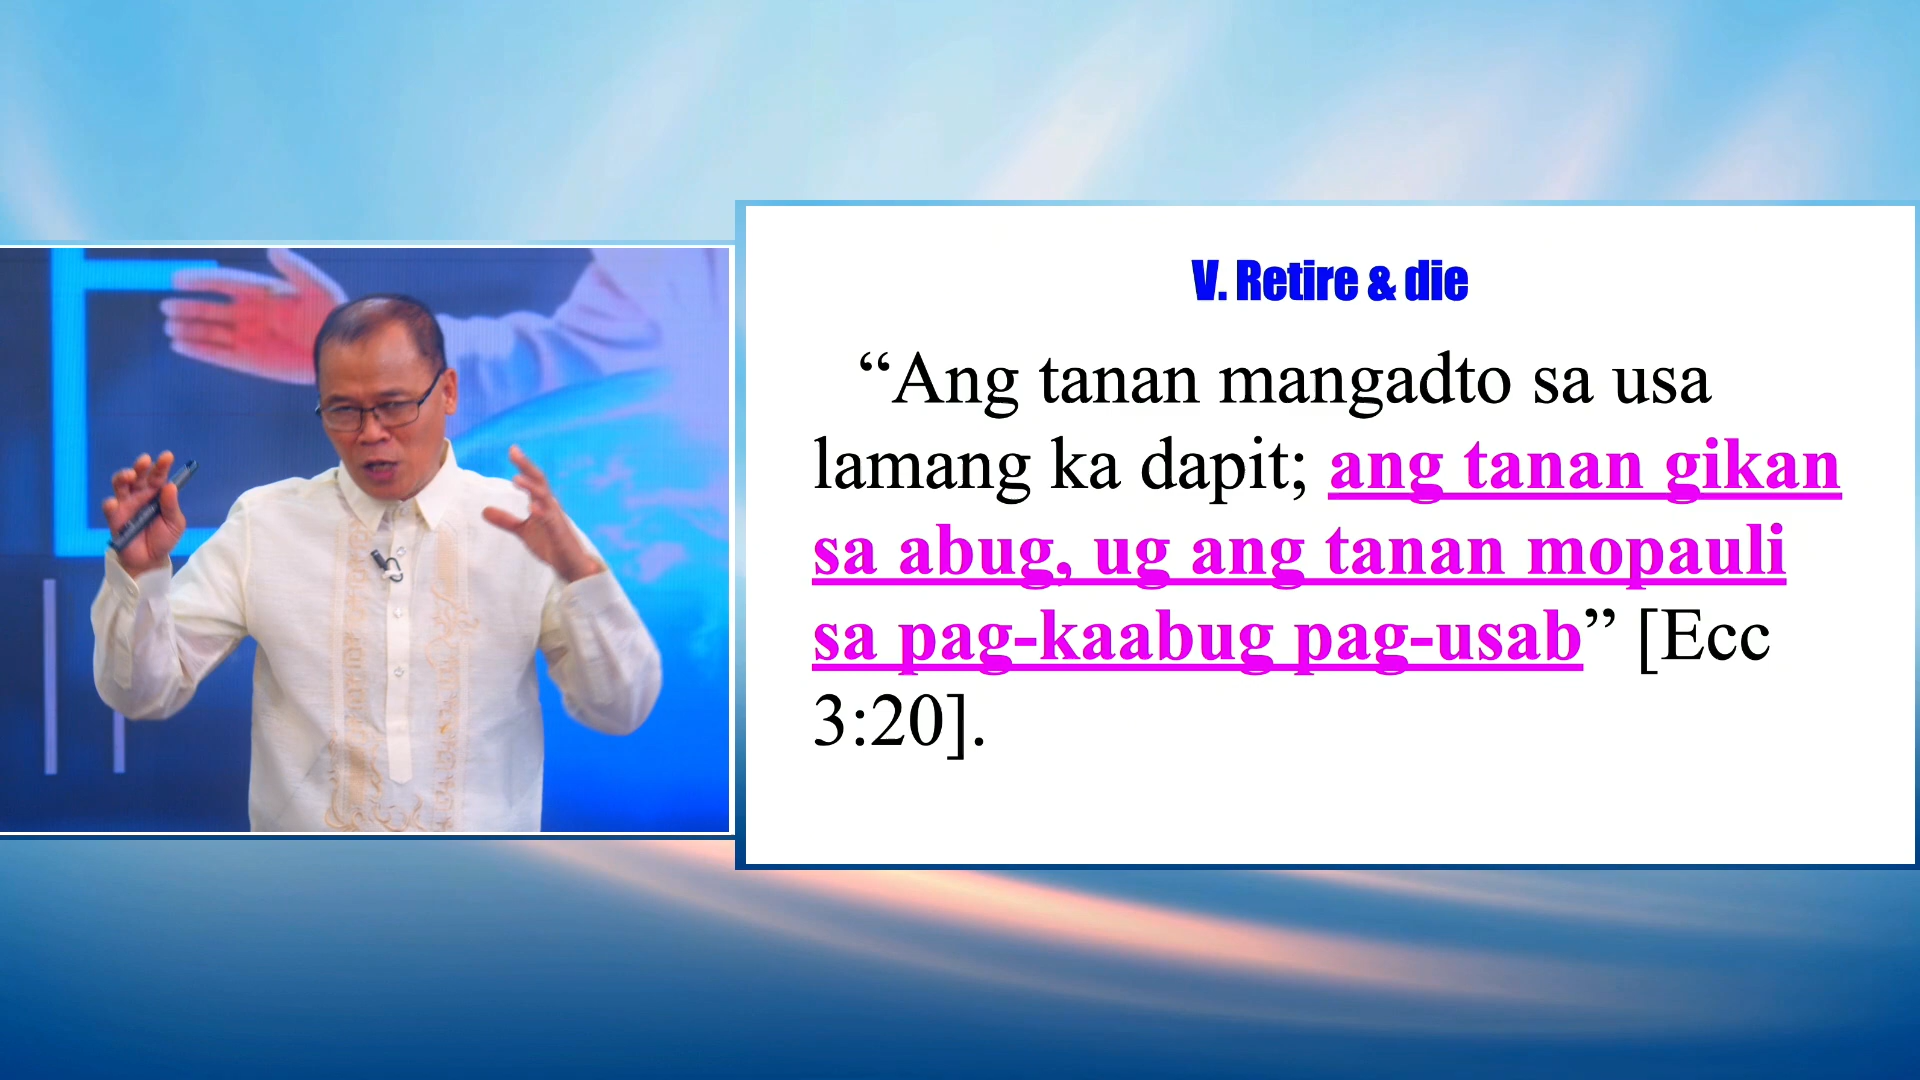 V. Retire & die
“Ang tanan mangadto sa usa
lamang ka dapit; ang tanan gikan
sa abug, ug ang tanan mopauli
sa pag-kaabug pag-usab” [Ecc
3:20].